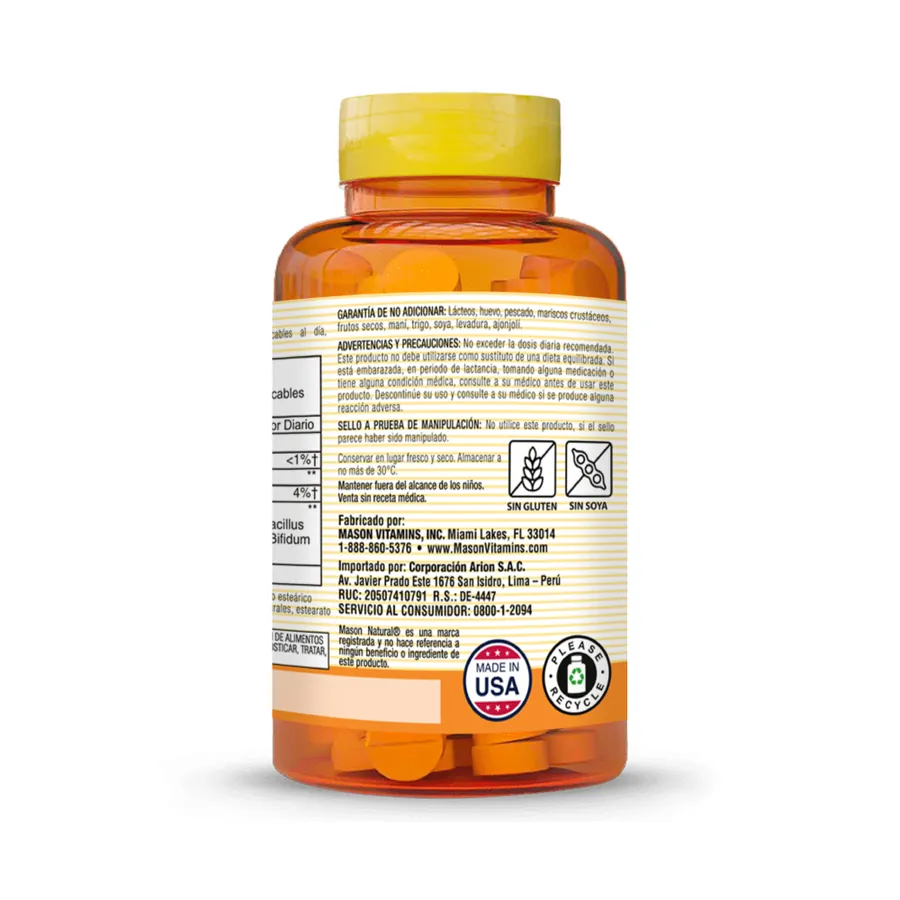 GARANTÍA DE NO ADICIONAR: Lácteos, huevo, pescado, mariscos crustáceos,
frutos secos, maní, trigo, soya, levadura, ajonjolí.
ADVERTENCIAS Y PRECAUCIONES: No exceder la dosis diaria recomendada.
Este producto no debe utilizarse como sustituto de una dieta equilibrada. Si
está embarazada, en periodo de lactancia, tomando alguna medicación o
tiene alguna condición médica, consulte a su médico antes de usar este
producto. Descontinúe su uso y consulte a su médico si se produce alguna
reacción adversa.
SELLO A PRUEBA DE MANIPULACIÓN: No utilice este producto, si el sello
parece haber sido manipulado.
Conservar en lugar fresco y seco. Almacenar a
no más de 30°C.
Mantener fuera del alcance de los niños.
Venta sin receta médica.
SIN GLUTEN
SIN SOYA
Fabricado por:
MASON VITAMINS, INC. Miami Lakes, FL 33014
1-888-860-5376 • www.MasonVitamins.com
Importado por: Corporación Arion S.A.C.
Av. Javier Prado Este 1676 San Isidro, Lima – Perú
RUC: 20507410791 R.S.: DE-4447
SERVICIO AL CONSUMIDOR: 0800-1-2094
Mason Natural® es una marca
registrada y no hace referencia a
ningún beneficio o ingrediente de
este producto.
MADE IN
USA
PLEASE
RECYCLE
cables al día,
cables
or Diario
<1%†
**
4%†
**
acillus
Bifidum
o esteárico
rales, estearato
N DE ALIMENTOS
STICAR, TRATAR,